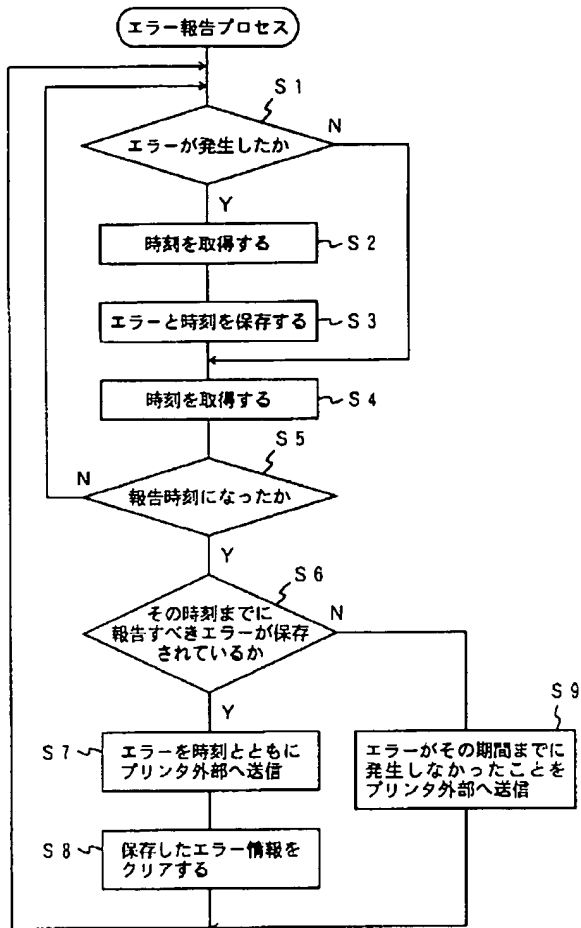 エラー報告プロセス
S1
エラーが発生したか
N
Y
時刻を取得する
S2
エラーと時刻を保存する
S3
時刻を取得する
S4
S5
N
報告時刻になったか
Y
S6
その時刻までに
報告すべきエラーが保存
されているか
N
Y
S7
エラーを時刻とともに
プリンタ外部へ送信
S9
エラーがその期間までに
発生しなかったことを
プリンタ外部へ送信
S8
保存したエラー情報を
クリアする